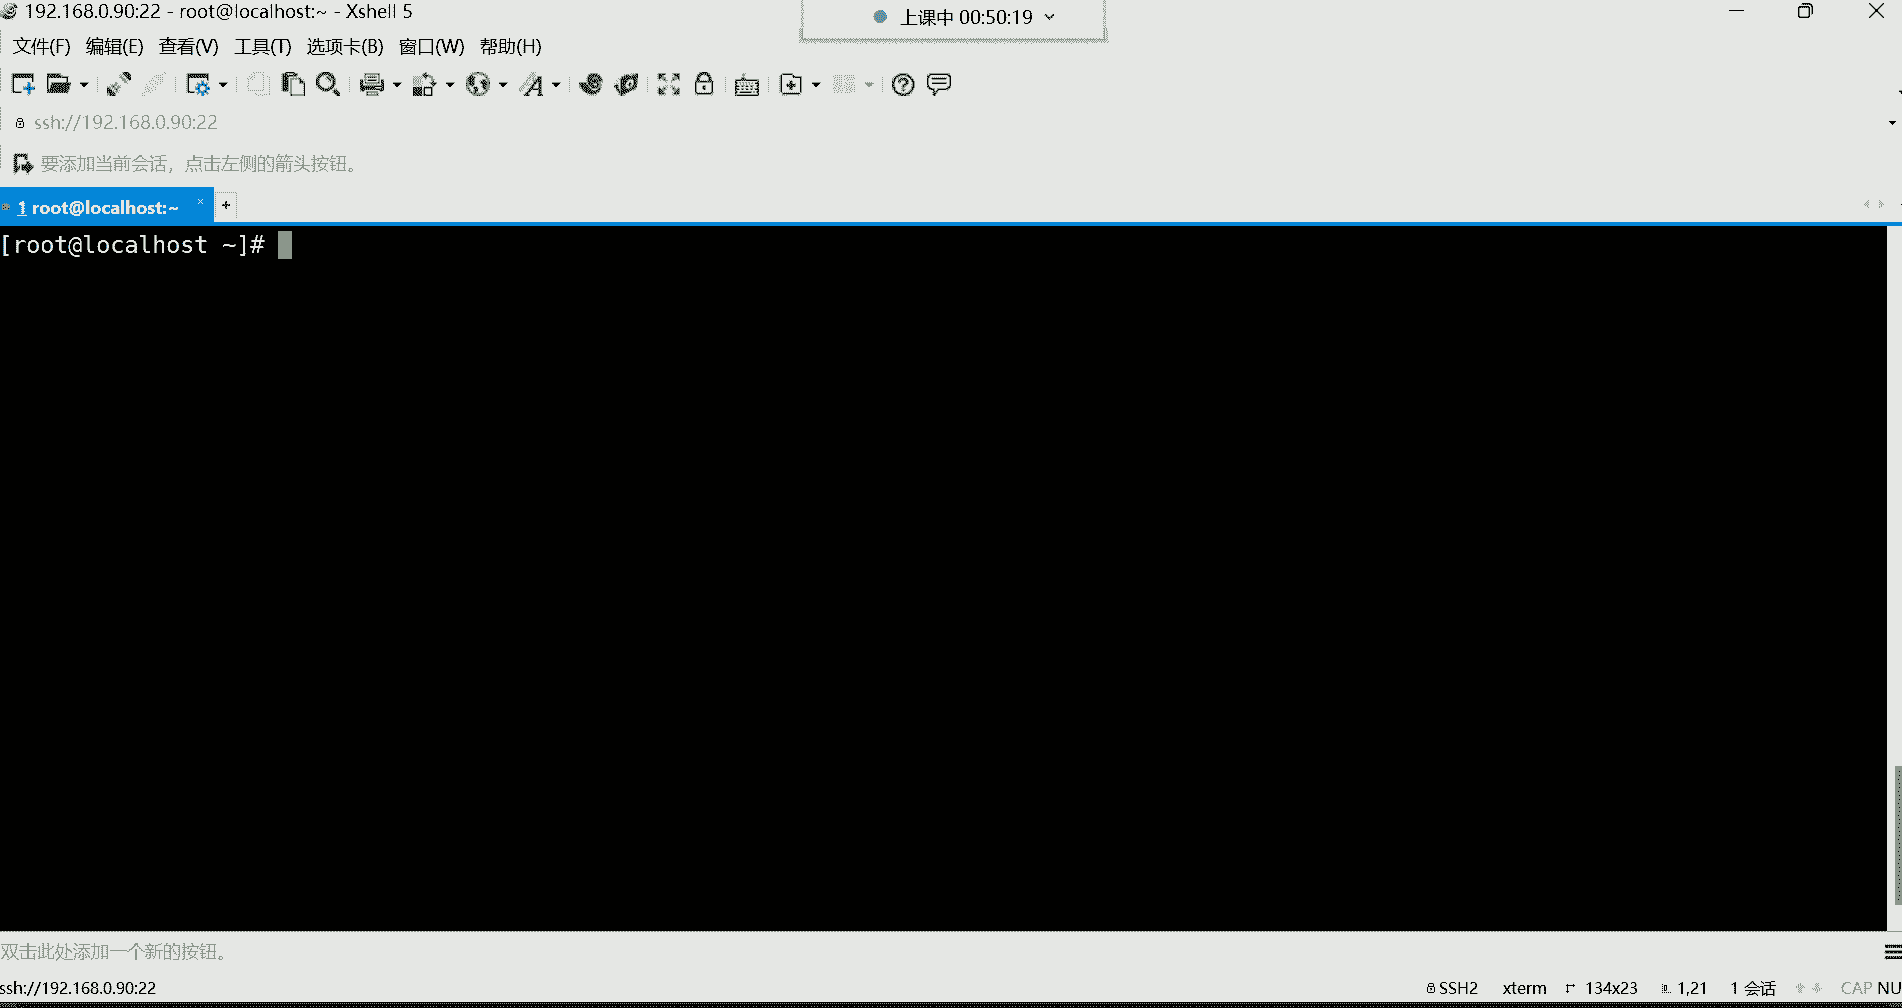 192.168.0.90:22 - root@localhost:~ - Xshell 5
上课中 00:50:19
文件(F) 编辑(E) 查看(V) 工具(T) 选项卡(B) 窗口(W) 帮助(H)
ssh://192.168.0.90:22
要添加当前会话，点击左侧的箭头按钮。
1 root@localhost:~ × +
[root@localhost ~]#
双击此处添加一个新的按钮。
ssh://192.168.0.90:22 SSH2 xterm 134x23 1,21 1 会话 CAP NU